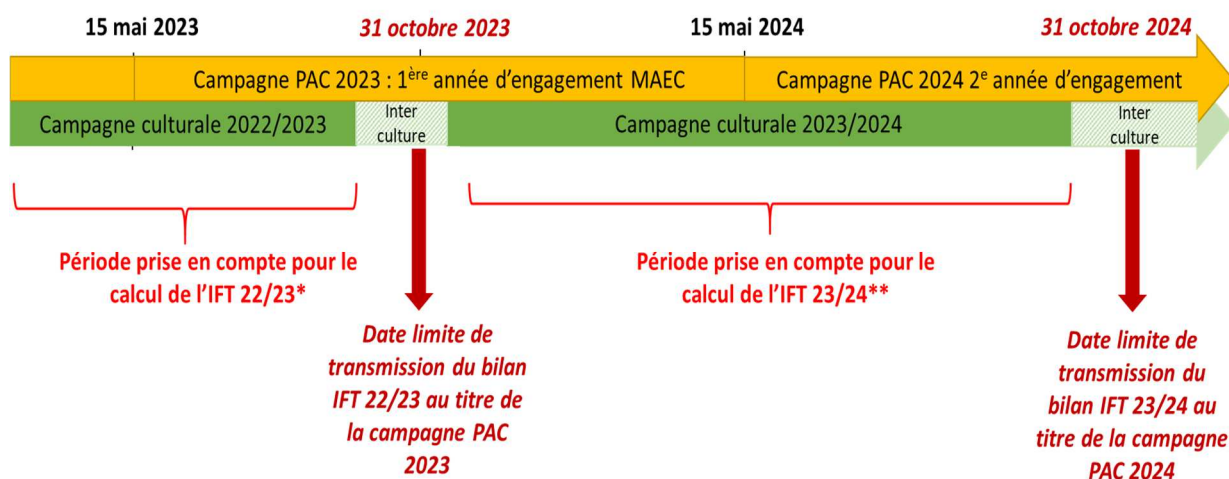 15 mai 2023
31 octobre 2023
15 mai 2024
31 octobre 2024
Campagne PAC 2023 : 1ère année d’engagement MAEC
Campagne PAC 2024 2e année d’engagement
Campagne culturale 2022/2023
Inter
culture
Campagne culturale 2023/2024
Inter
culture
Période prise en compte pour le
calcul de l’IFT 22/23*
Période prise en compte pour le
calcul de l’IFT 23/24**
Date limite de
transmission du bilan
IFT 22/23 au titre de
la campagne PAC
2023
Date limite de
transmission du
bilan IFT 23/24 au
titre de la campagne
PAC 2024